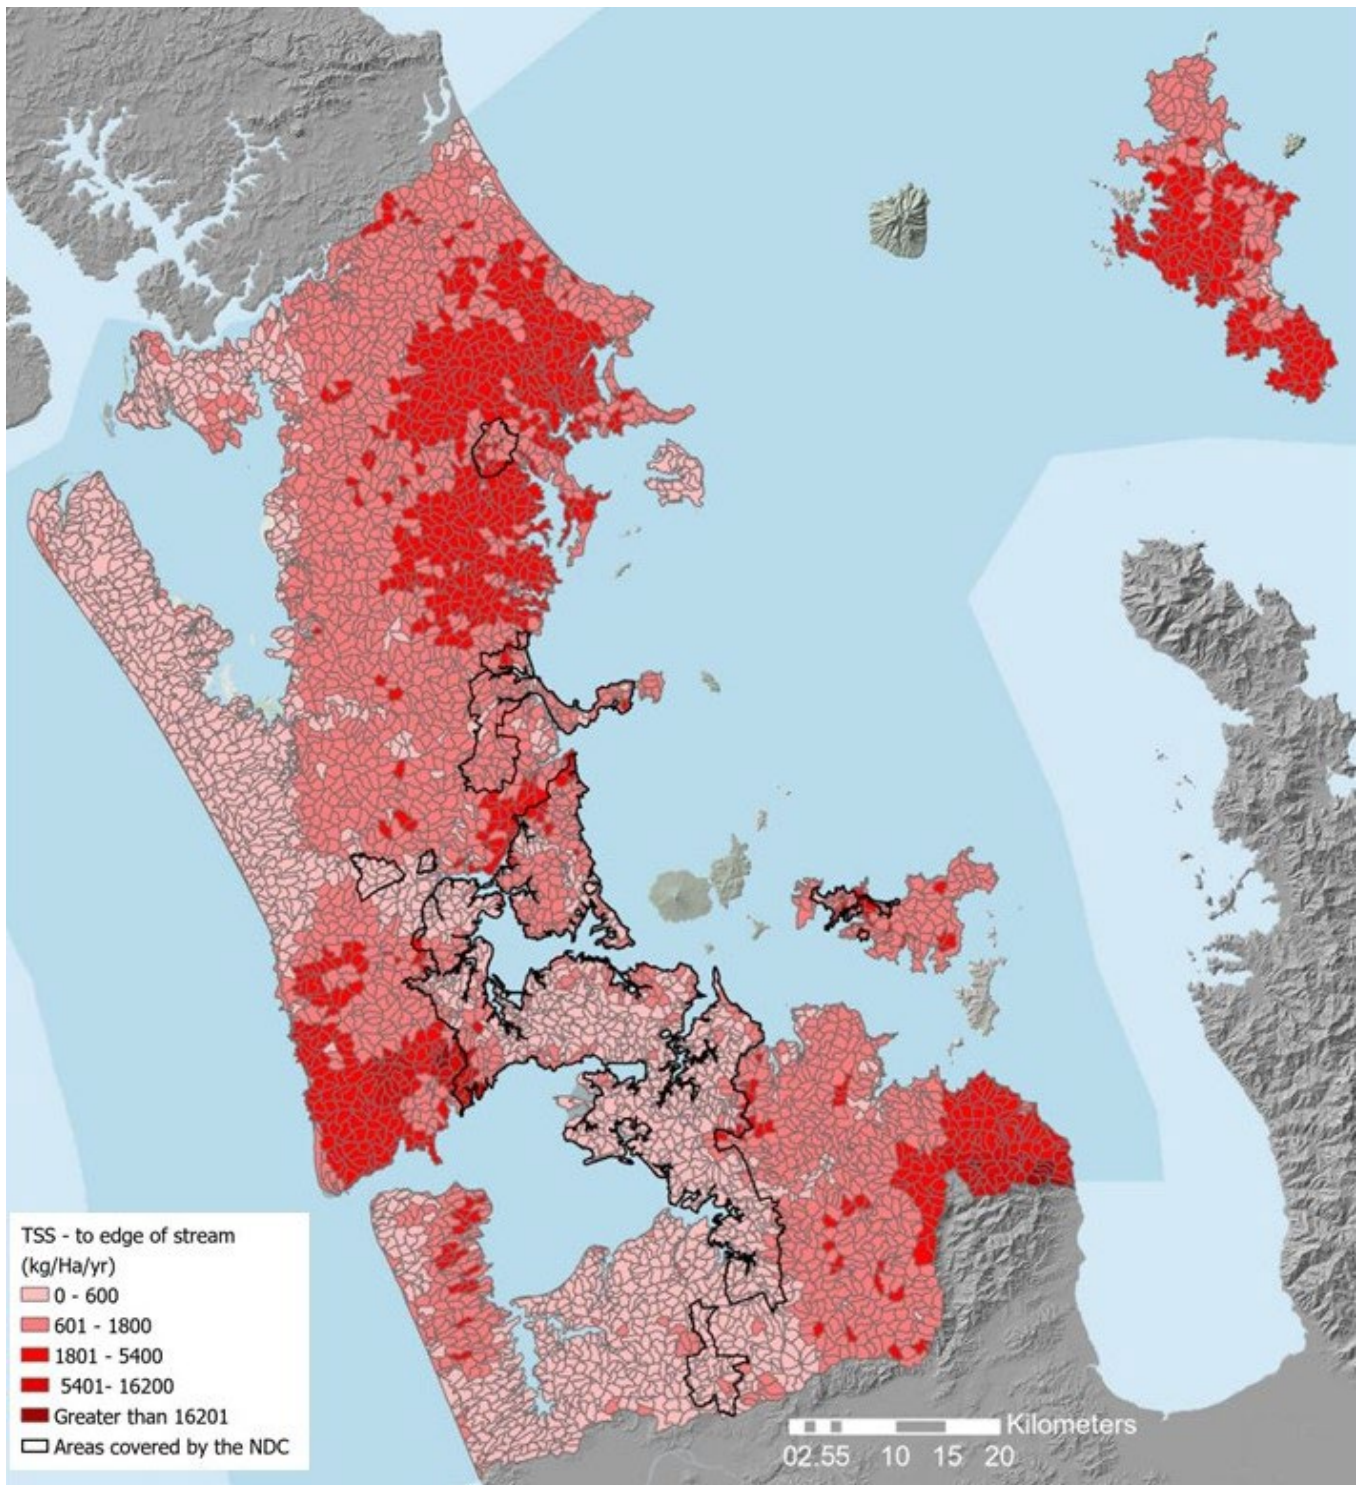 TSS - to edge of stream
(kg/Ha/yr)
0 - 600
601 - 1800
1801 - 5400
5401- 16200
Greater than 16201
Areas covered by the NDC
Kilometers
02.55 10 15 20